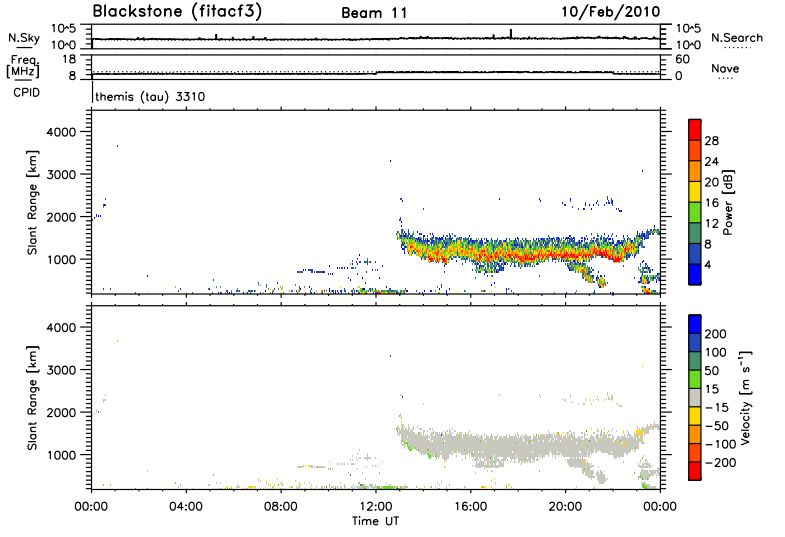 Blackstone (fitacf3)
Beam 11
10/Feb/2010
N.Sky
10^5
10^0
10^5
10^0
N.Search
Freq.
[MHz]
18
8
60
0
Nave
CPID
themis (tau) 3310
Slant Range [km]
4000
3000
2000
1000
28
24
20
16
12
8
4
Power [dB]
Slant Range [km]
4000
3000
2000
1000
200
100
50
15
-15
-50
-100
-200
Velocity [m s^-1]
00:00
04:00
08:00
12:00
16:00
20:00
00:00
Time UT